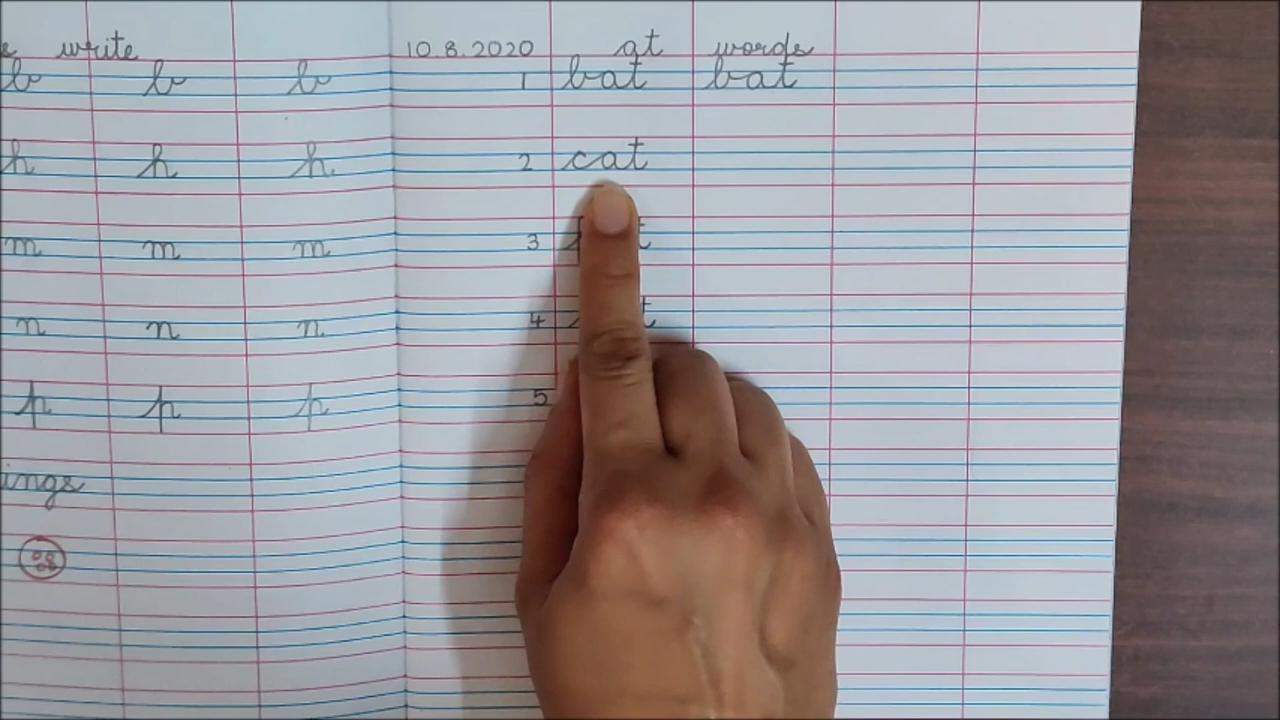 write
b b b
h h h
m m m
n n n
p p p
10.8.2020 at words
1 bat bat
2 cat
3
4
5